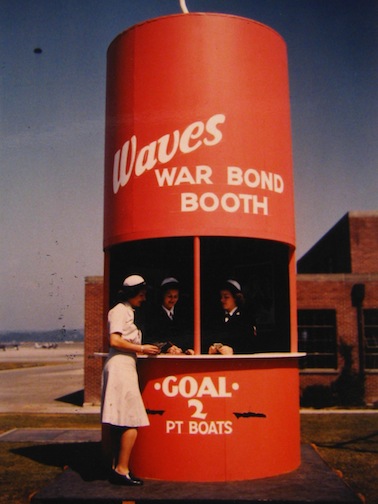 Waves
WAR BOND
BOOTH
•GOAL•
2
PT BOATS